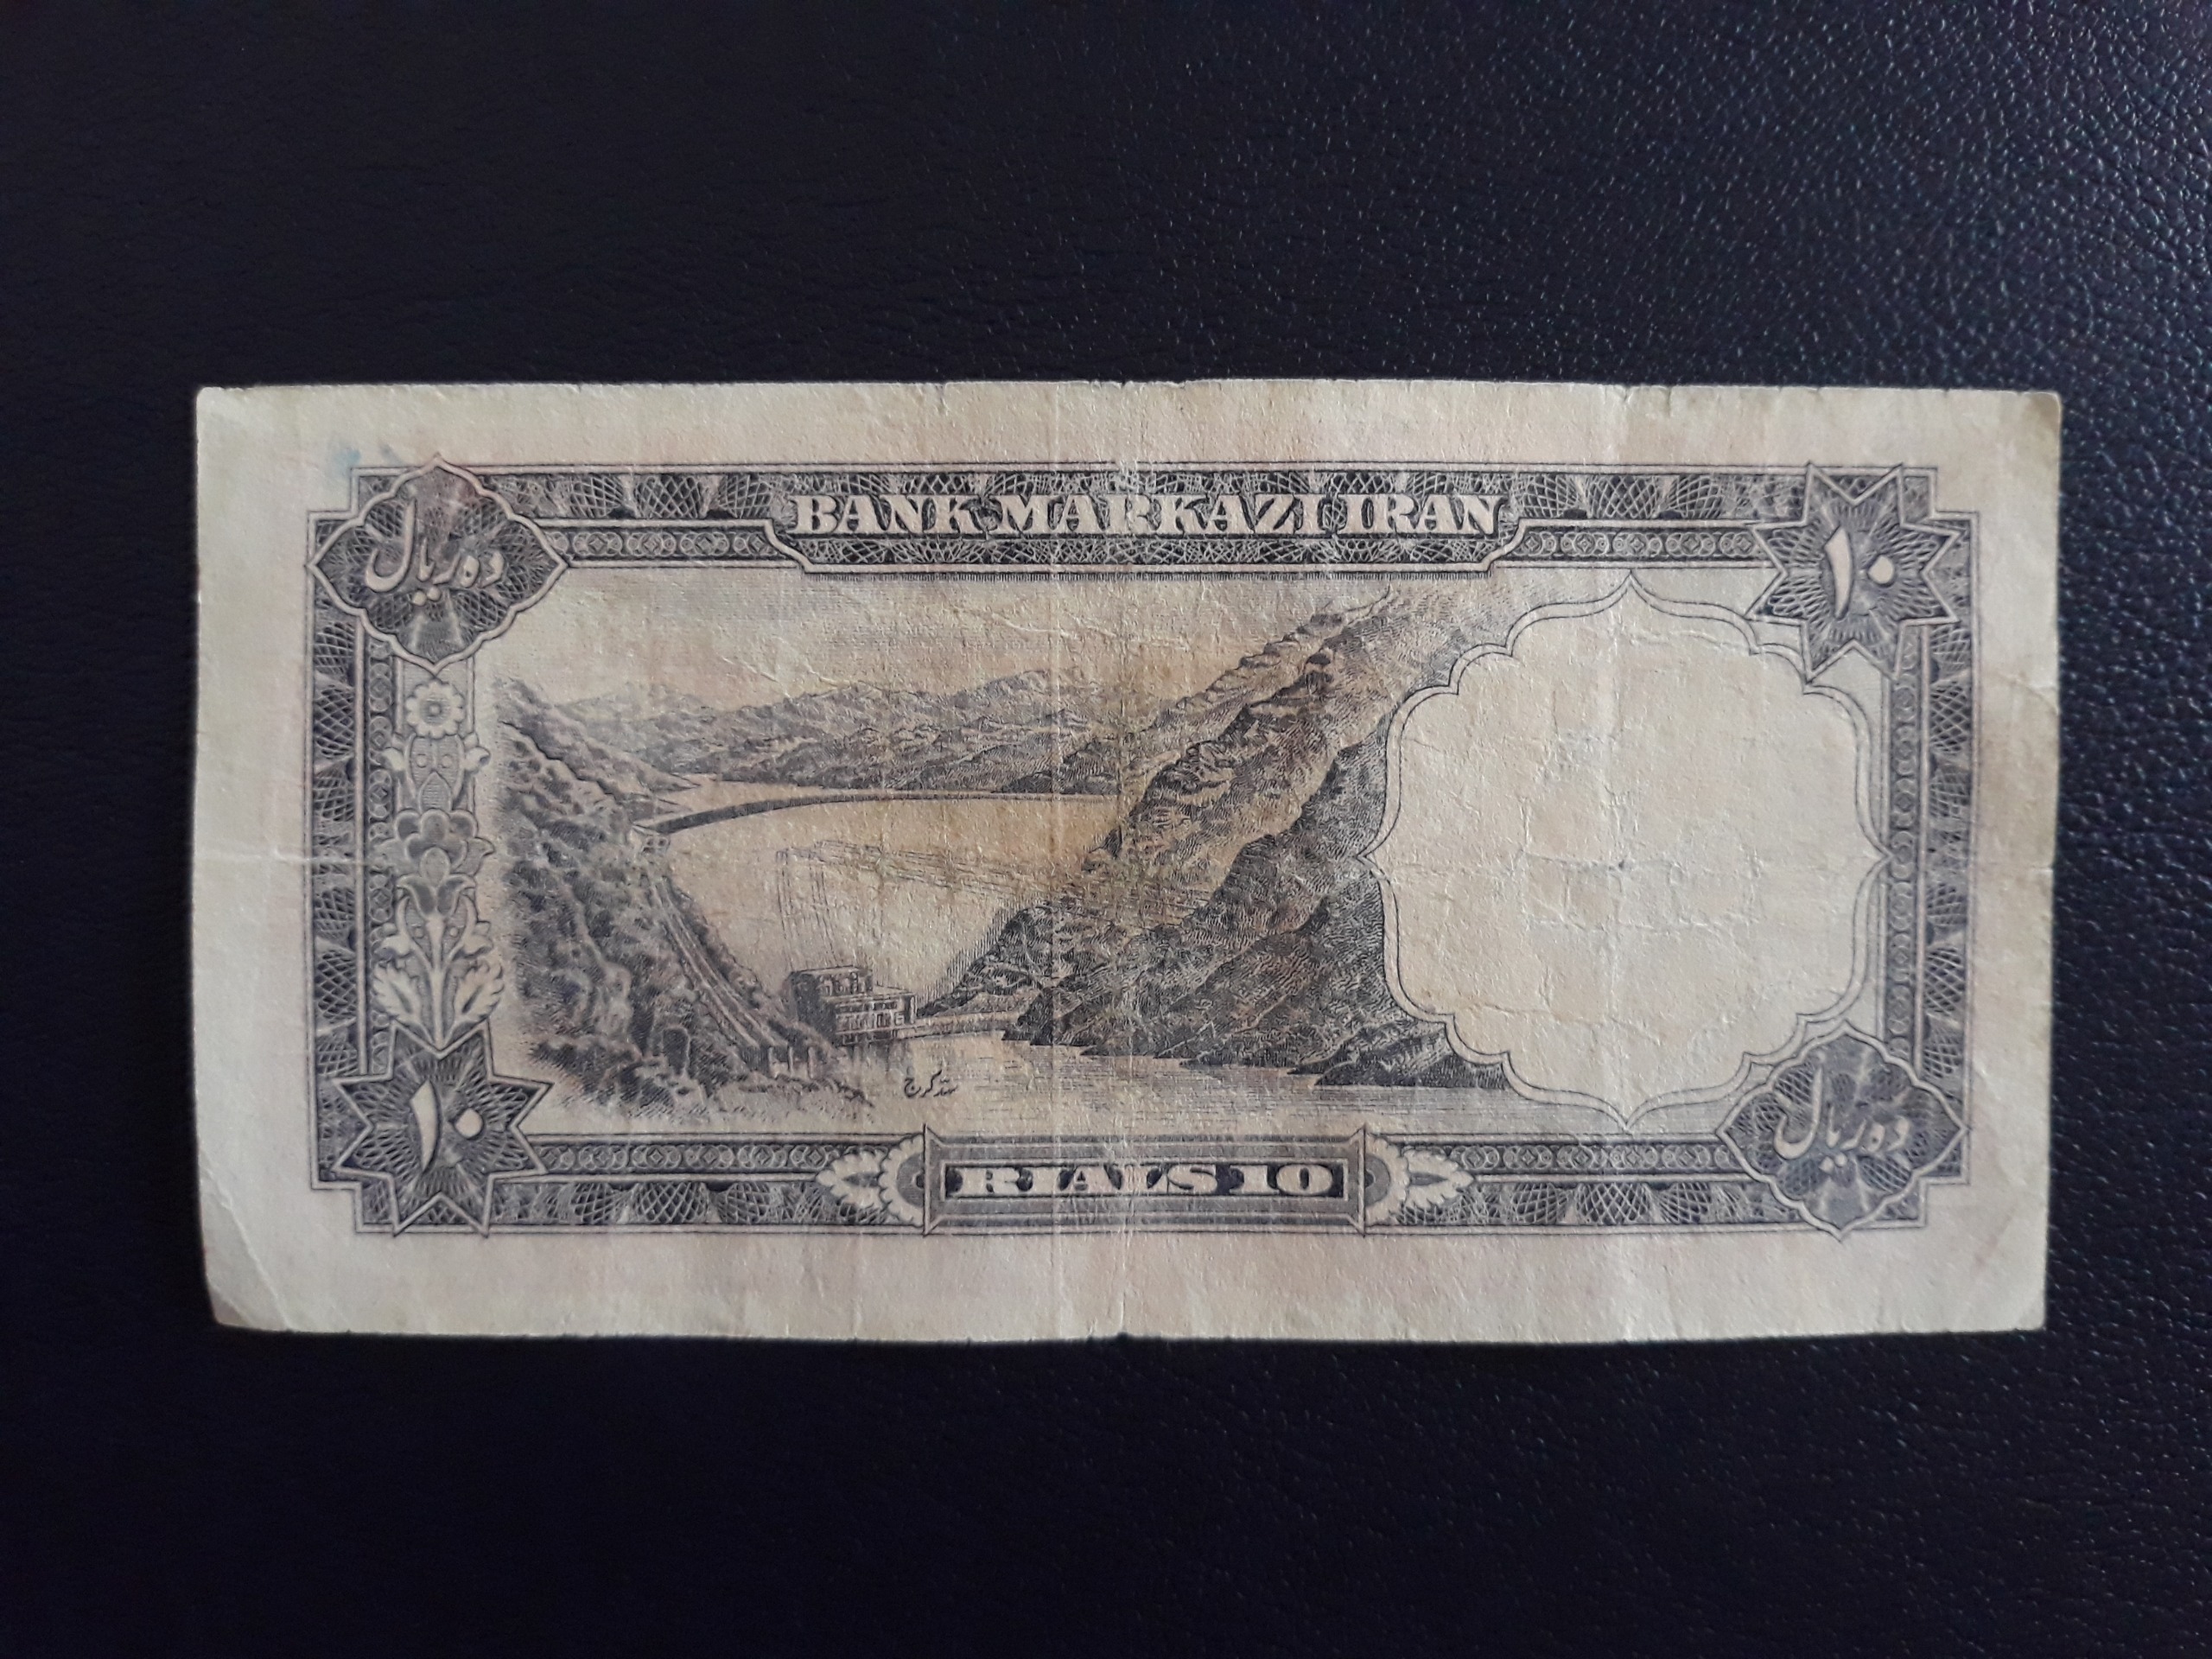 BANK MARKAZI IRAN
ده ریال
۱۰
سد کرج
۱۰
RIALS 10
ده ریال